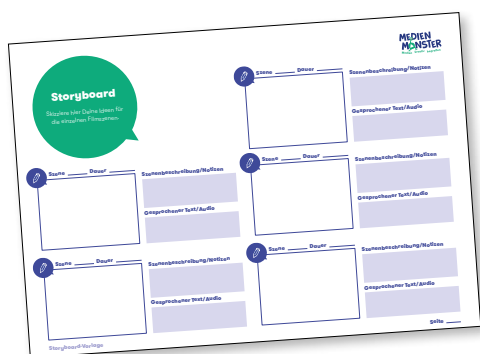 MEDIEN
MONSTER
Storyboard
Skizziere hier Deine Ideen für
die einzelnen Filmszenen.
Szene Dauer
Szenenbeschreibung/Notizen
Gesprochener Text/Audio
Szene Dauer
Szenenbeschreibung/Notizen
Gesprochener Text/Audio
Szene Dauer
Szenenbeschreibung/Notizen
Gesprochener Text/Audio
Szene Dauer
Szenenbeschreibung/Notizen
Gesprochener Text/Audio
Szene Dauer
Szenenbeschreibung/Notizen
Gesprochener Text/Audio
Storyboard-Vorlage
Seite